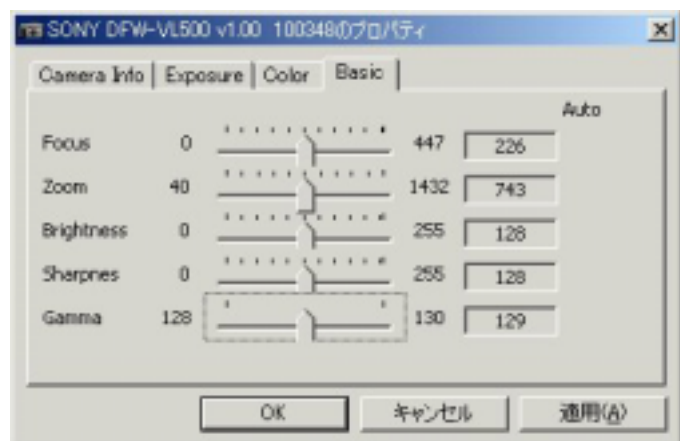 SONY DFW-VL500 v1.00 100348のプロパティ
Camera Info Exposure Color Basic
Auto
Focus 0 447 226
Zoom 40 1432 743
Brightness 0 255 128
Sharpnes 0 255 128
Gamma 128 130 129
OK キャンセル 適用(A)